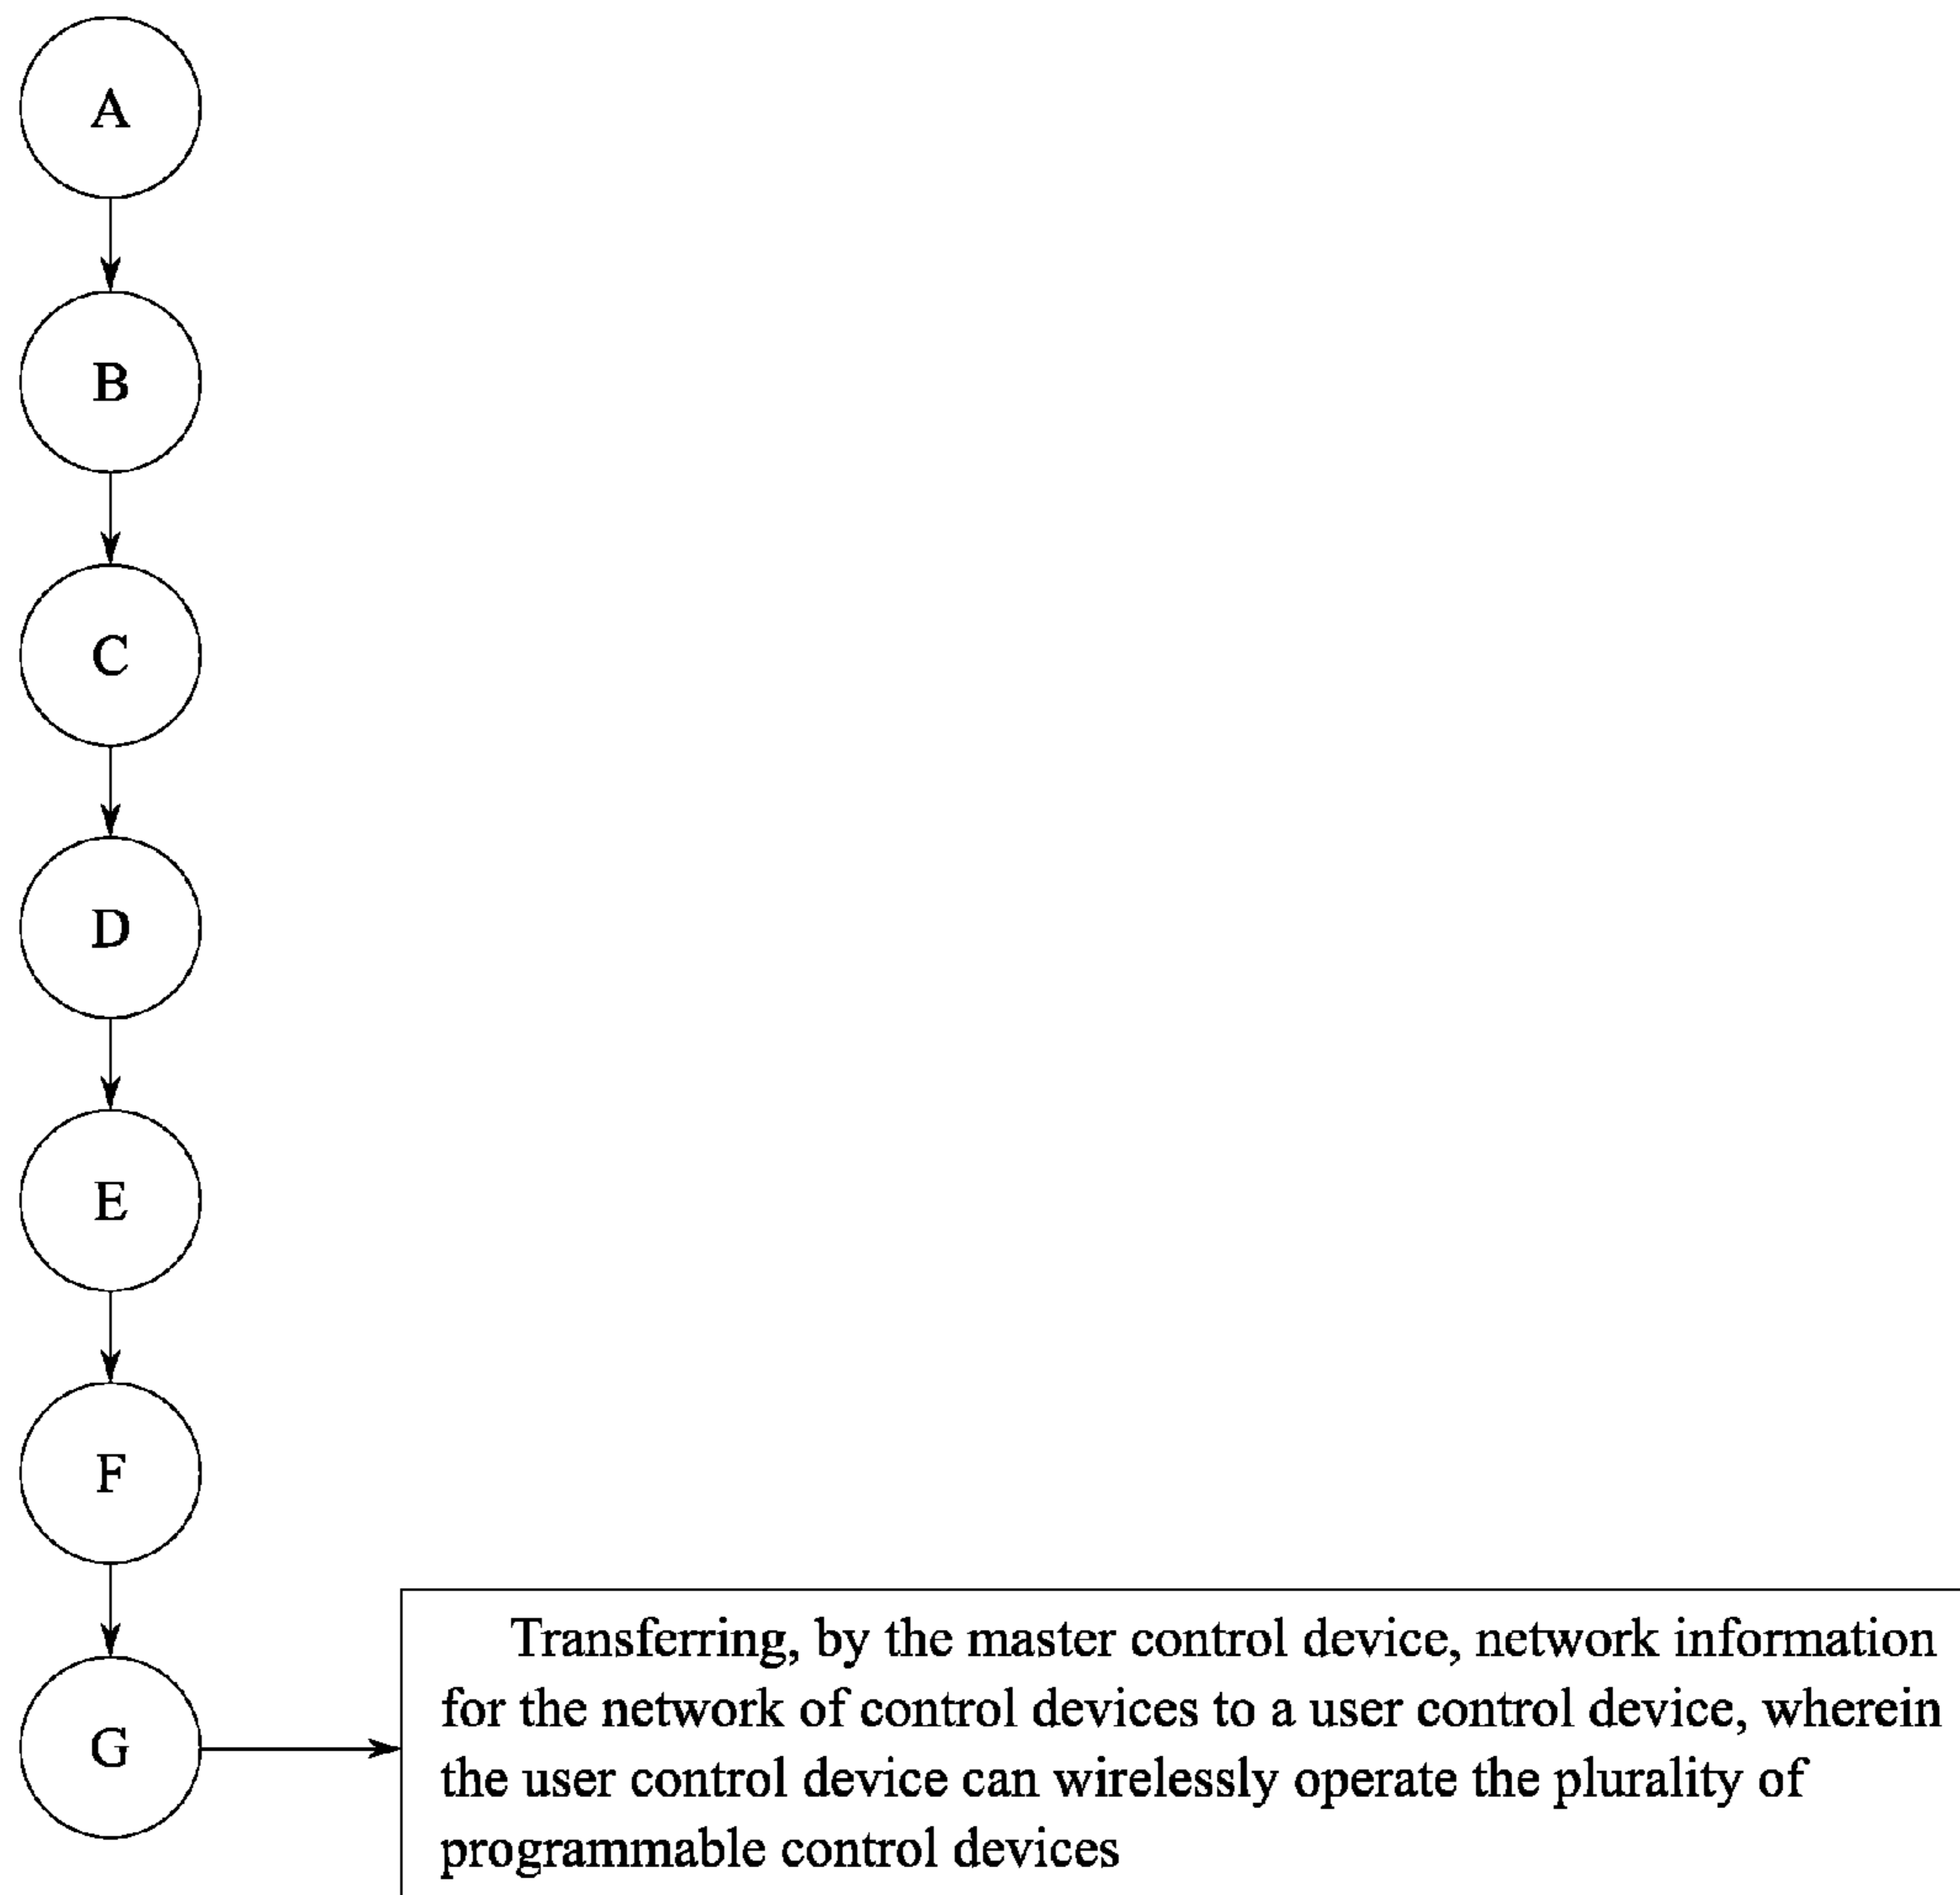 A
B
C
D
E
F
G
Transferring, by the master control device, network information
for the network of control devices to a user control device, wherein
the user control device can wirelessly operate the plurality of
programmable control devices